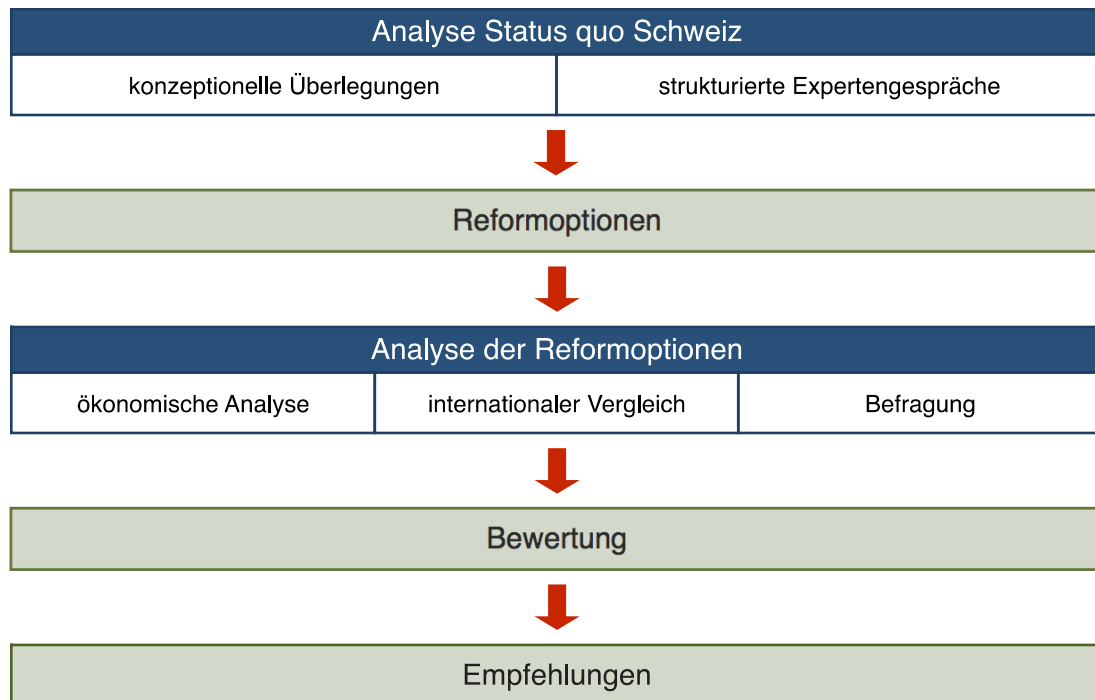 Analyse Status quo Schweiz
konzeptionelle Überlegungen
strukturierte Expertengespräche
Reformoptionen
Analyse der Reformoptionen
ökonomische Analyse
internationaler Vergleich
Befragung
Bewertung
Empfehlungen